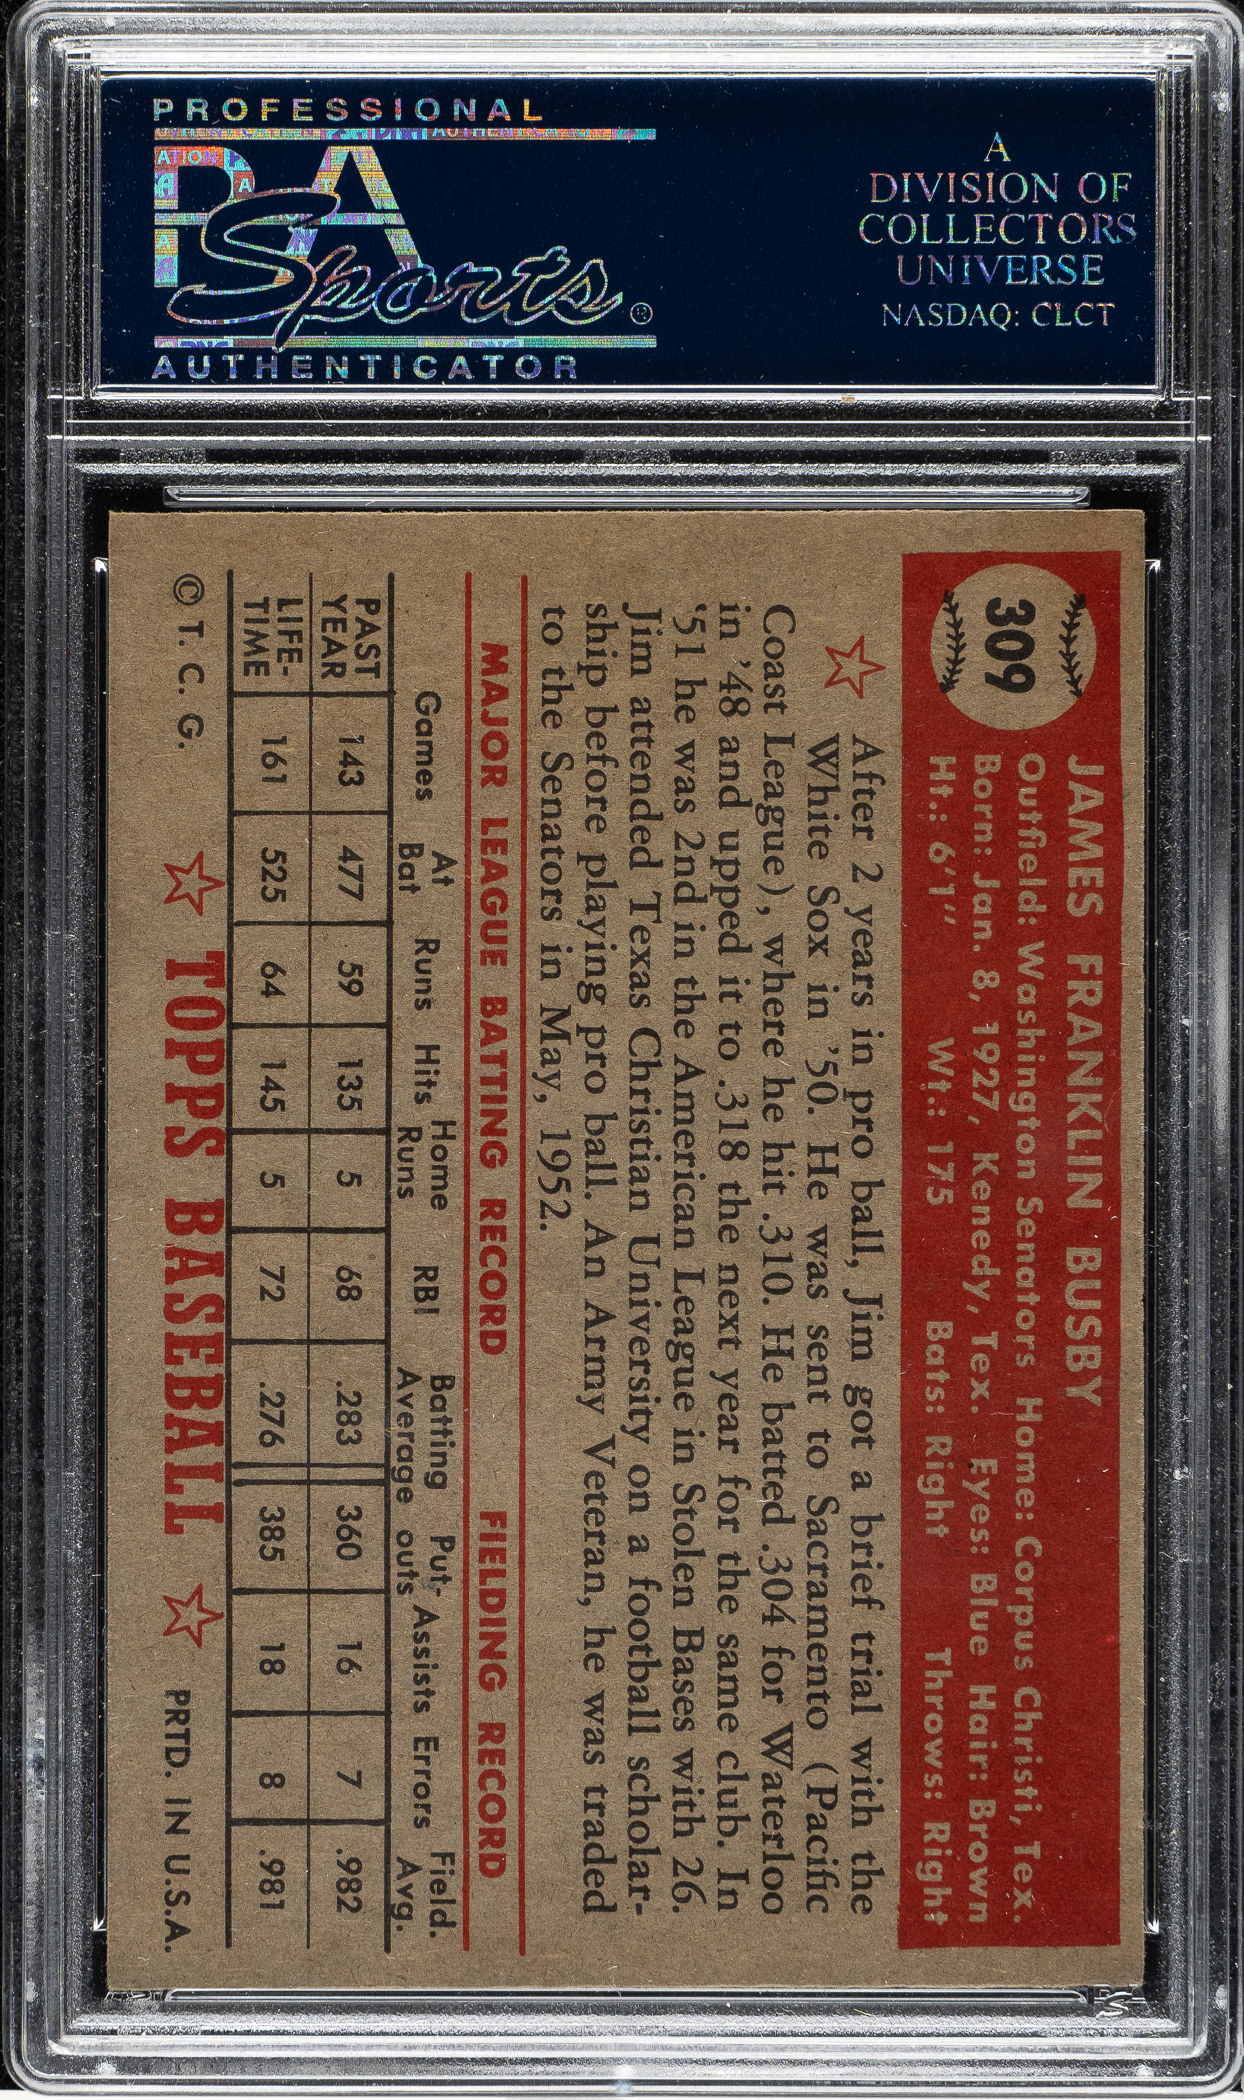 PROFESSIONAL
PSA
Sports
AUTHENTICATOR
A
DIVISION OF
COLLECTORS
UNIVERSE
NASDAQ: CLCT
309
JAMES FRANKLIN BUSBY
Outfield: Washington Senators Home: Corpus Christi, Tex.
Born: Jan. 8, 1927, Kenedy, Tex. Eyes: Blue Hair: Brown
Ht.: 6'1" Wt.: 175 Bats: Right Throws: Right
After 2 years in pro ball, Jim got a brief trial with the
White Sox in '50. He was sent to Sacramento (Pacific
Coast League), where he hit .310. He batted .304 for Waterloo
in '48 and upped it to .318 the next year for the same club. In
'51 he was 2nd in the American League in Stolen Bases with 26.
Jim attended Texas Christian University on a football scholar-
ship before playing pro ball. An Army Veteran, he was traded
to the Senators in May, 1952.
MAJOR LEAGUE BATTING RECORD FIELDING RECORD
Games At Bat Runs Hits Home Runs RBI Batting Average Put-outs Assists Errors Field. Avg.
PAST YEAR 143 477 59 135 5 68 .283 360 16 7 .982
LIFE-TIME 161 525 64 145 5 72 .276 385 18 8 .981
© T. C. G. TOPPS BASEBALL PRTD. IN U.S.A.